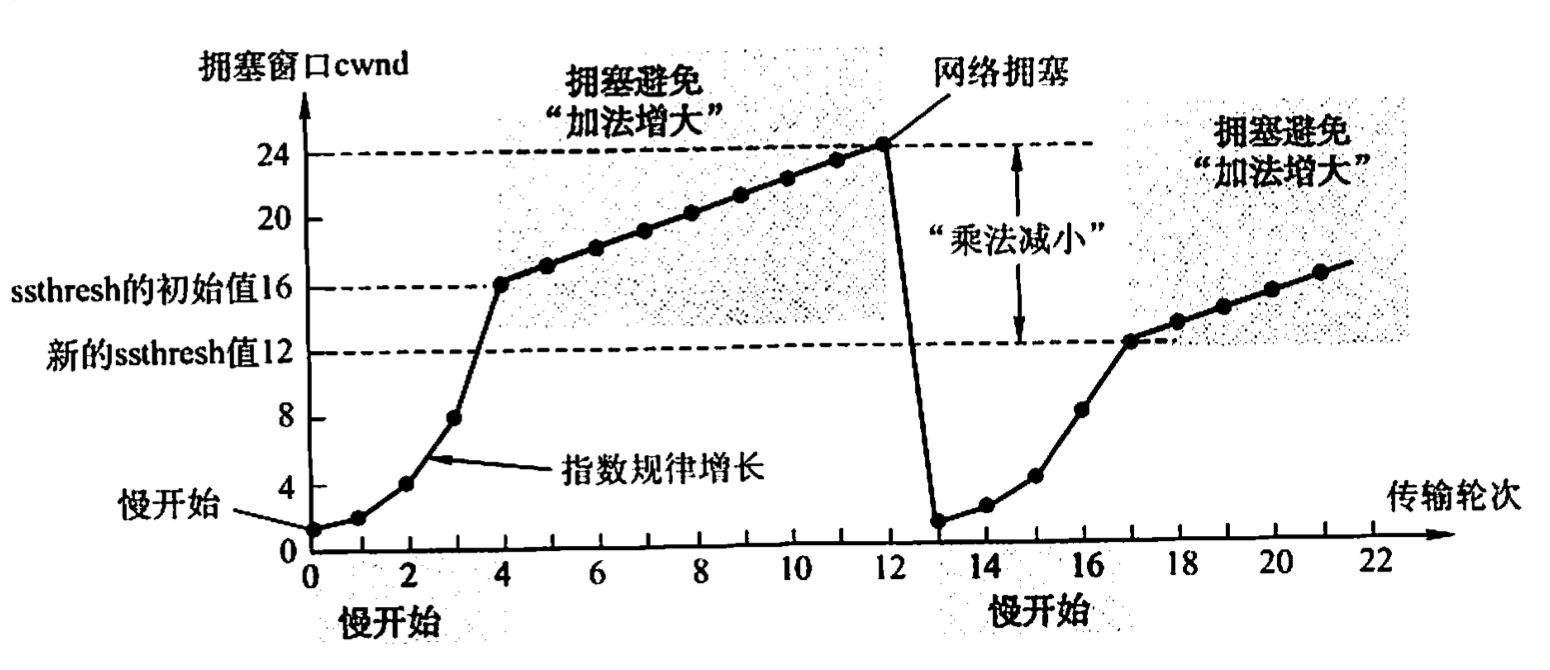 拥塞窗口cwnd
拥塞避免
“加法增大”
网络拥塞
拥塞避免
“加法增大”
24
20
“乘法减小”
ssthresh的初始值16
新的ssthresh值12
8
指数规律增长
4
慢开始
传输轮次
0
0 2 4 6 8 10 12 14 16 18 20 22
慢开始
慢开始